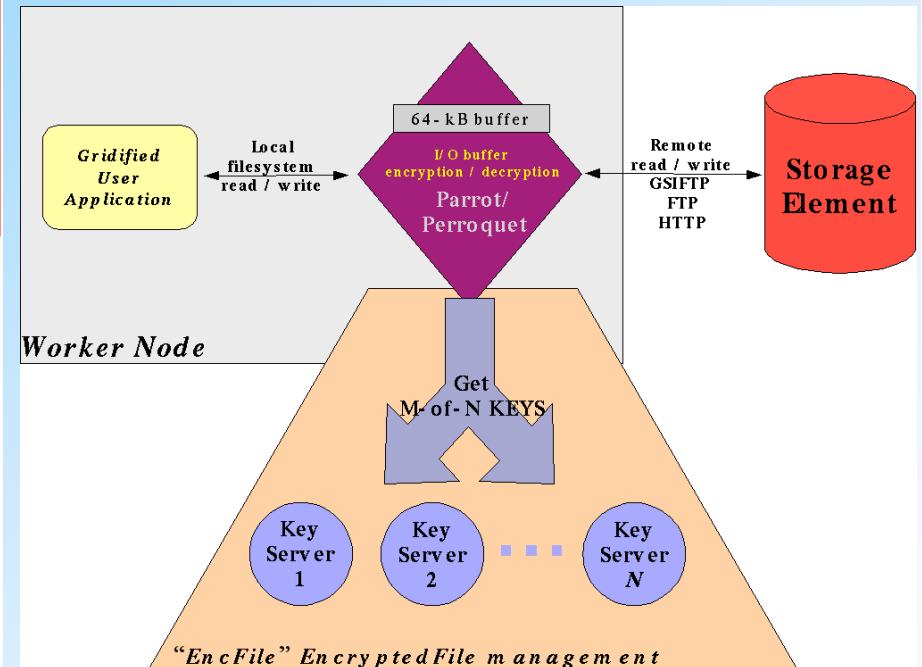 64-kB buffer
I/O buffer
encryption / decryption
Parrot/
Perroquet
Gridified
User
Application
Local
filesystem
read / write
Remote
read / write
GSIFTP
FTP
HTTP
Storage
Element
Worker Node
Get
M-of-N KEYS
Key
Server
1
Key
Server
2
Key
Server
N
“EncFile” EncryptedFile management